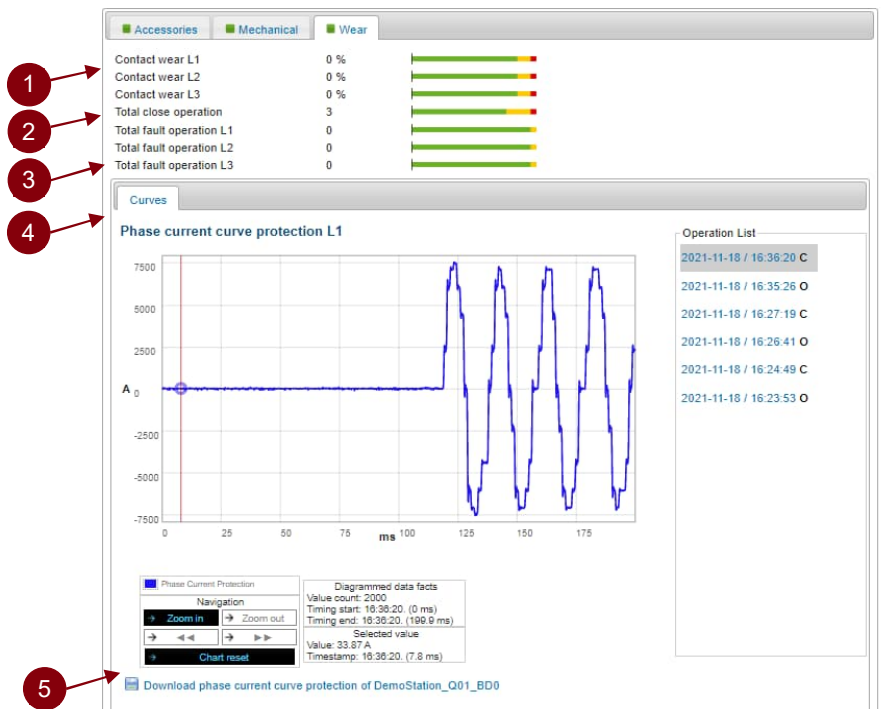 Accessories Mechanical Wear
Contact wear L1 0 %
1
Contact wear L2 0 %
Contact wear L3 0 %
Total close operation 3
2
Total fault operation L1 0
Total fault operation L2 0
Total fault operation L3 0
3
Curves
4
Phase current curve protection L1
Operation List
2021-11-18 / 16:36:20 C
2021-11-18 / 16:35:26 O
2021-11-18 / 16:27:19 C
2021-11-18 / 16:26:41 O
2021-11-18 / 16:24:49 C
2021-11-18 / 16:23:53 O
7500
5000
2500
A 0
-2500
-5000
-7500
0 25 50 75 ms 100 125 150 175
Phase Current Protection
Navigation
Zoom in Zoom out
Chart reset
Diagrammed data facts
Value count: 2000
Timing start: 16:36:20. (0 ms)
Timing end: 16:36:20. (199.9 ms)
Selected value
Value: 33.87 A
Timestamp: 16:36:20. (7.8 ms)
5
Download phase current curve protection of DemoStation_Q01_BD0